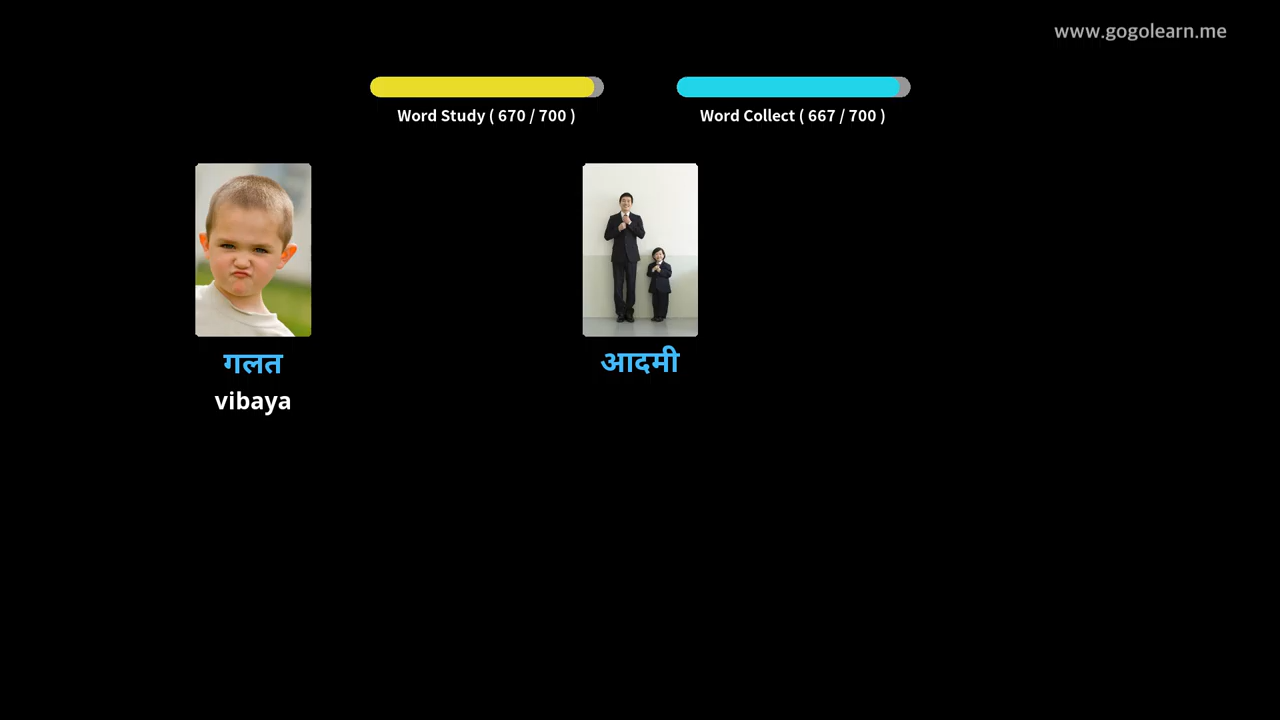 www.gogolearn.me
Word Study ( 670 / 700 )
Word Collect ( 667 / 700 )
गलत
vibaya
आदमी